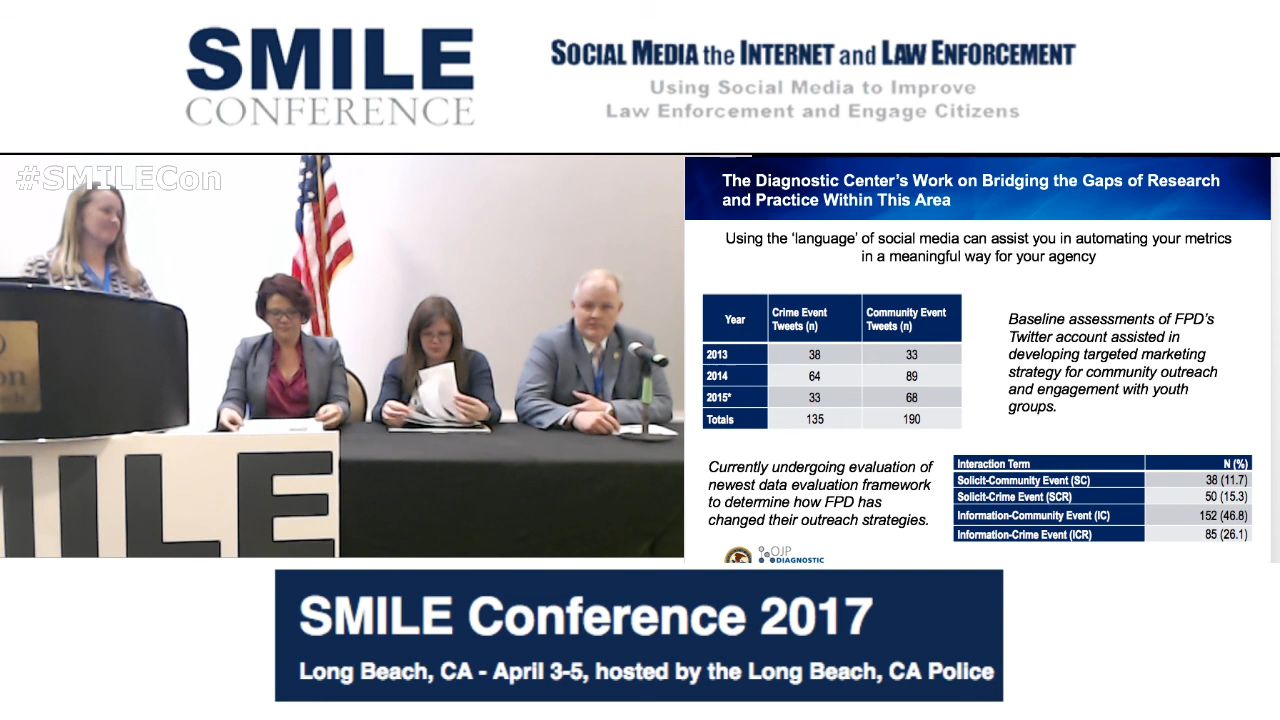 SMILE
CONFERENCE
SOCIAL MEDIA the INTERNET and LAW ENFORCEMENT
Using Social Media to Improve
Law Enforcement and Engage Citizens
#SMILECon
MILE
The Diagnostic Center's Work on Bridging the Gaps of Research
and Practice Within This Area
Using the 'language' of social media can assist you in automating your metrics
in a meaningful way for your agency
Year Crime Event Tweets (n) Community Event Tweets (n)
2013 38 33
2014 64 89
2015* 33 68
Totals 135 190
Baseline assessments of FPD's
Twitter account assisted in
developing targeted marketing
strategy for community outreach
and engagement with youth
groups.
Currently undergoing evaluation of
newest data evaluation framework
to determine how FPD has
changed their outreach strategies.
Interaction Term N (%)
Solicit-Community Event (SC) 38 (11.7)
Solicit-Crime Event (SCR) 50 (15.3)
Information-Community Event (IC) 152 (46.8)
Information-Crime Event (ICR) 85 (26.1)
OJP
DIAGNOSTIC
SMILE Conference 2017
Long Beach, CA - April 3-5, hosted by the Long Beach, CA Police